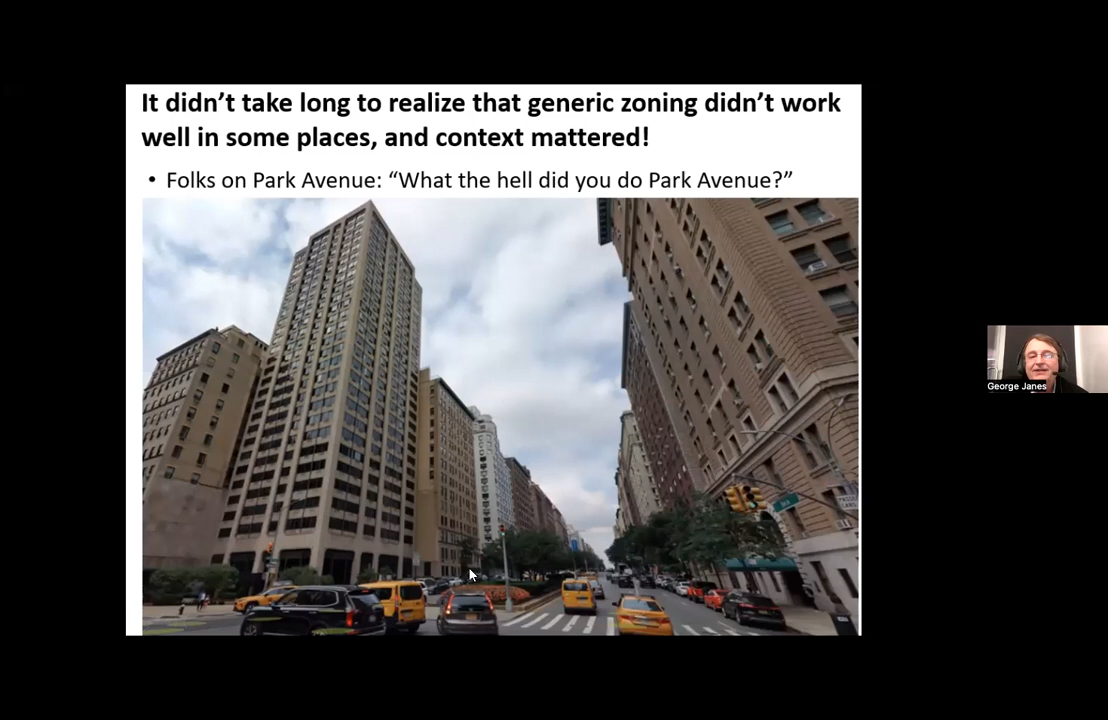 It didn’t take long to realize that generic zoning didn’t work
well in some places, and context mattered!
• Folks on Park Avenue: “What the hell did you do Park Avenue?”
George Janes